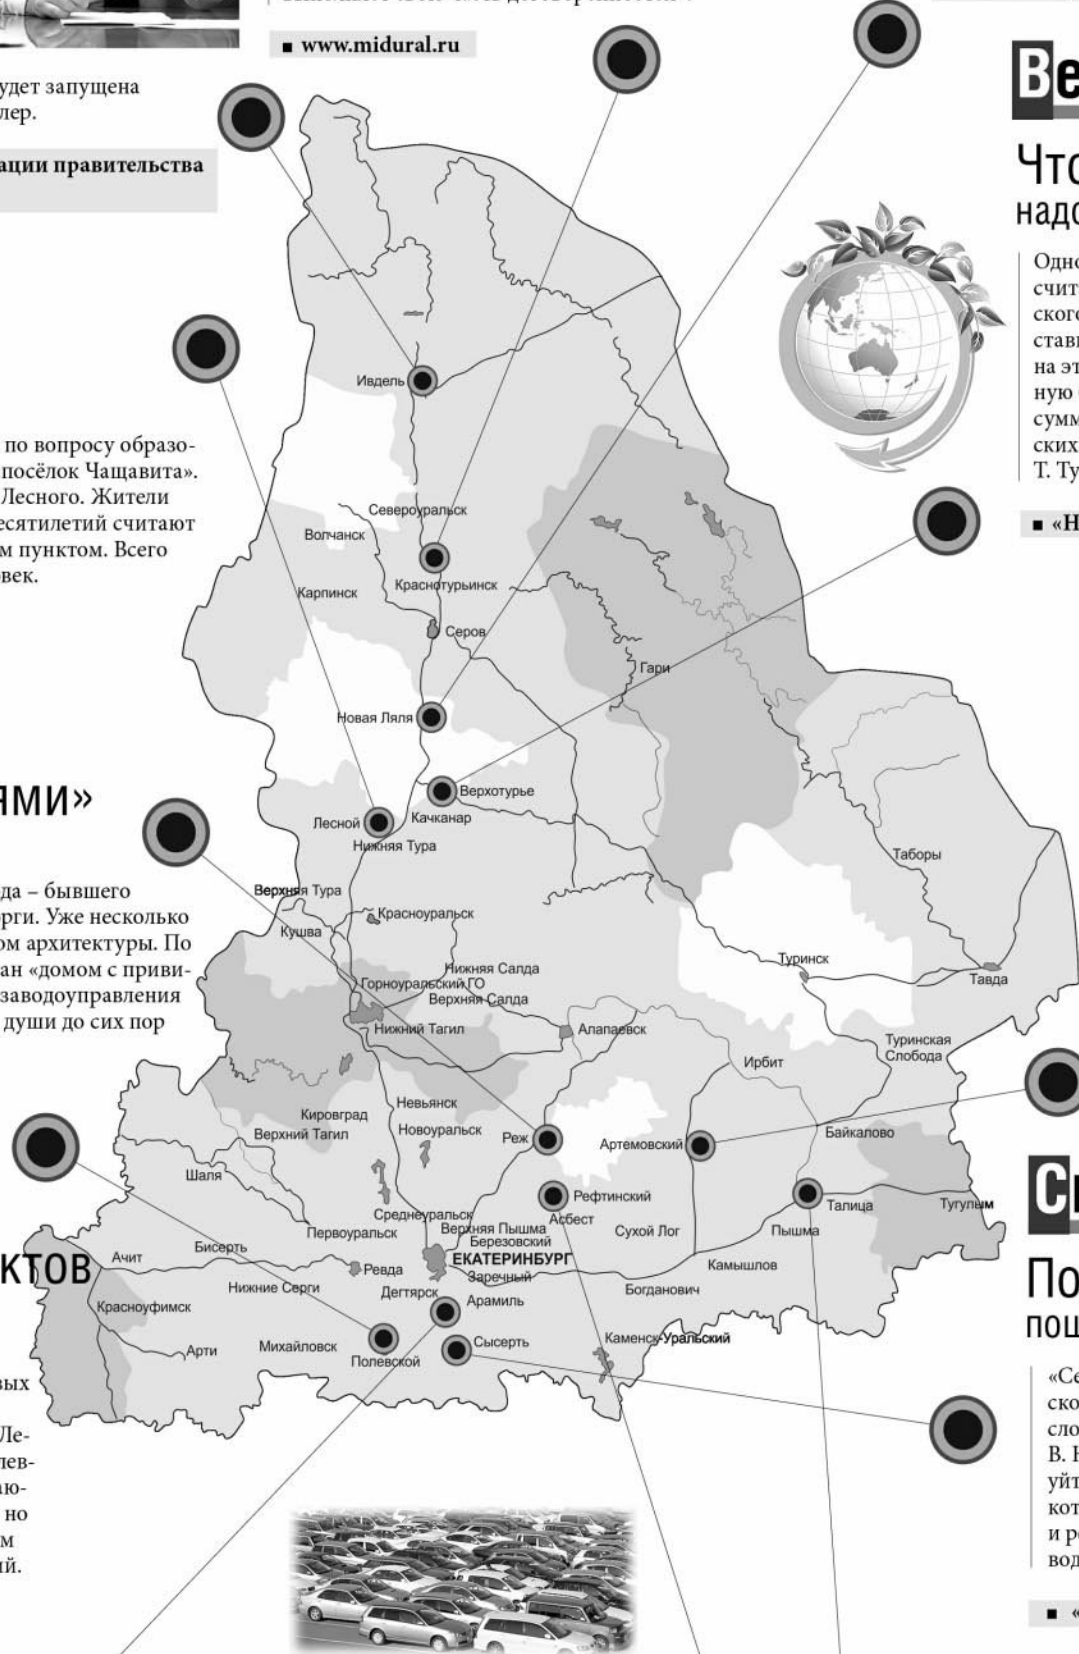 ■ www.midural.ru
удет запущена
лер.
ации правительства
по вопросу образо-
посёлок Чащавита».
Лесного. Жители
есятилетий считают
м пунктом. Всего
век.
ями»
да – бывшего
рги. Уже несколько
ом архитектуры. По
ан «домом с приви-
заводоуправления
души до сих пор
ктов
вых
Ле-
лев-
аю-
но
м
ий.
Ивдель
Североуральск
Волчанск
Краснотурьинск
Карпинск
Серов
Гари
Новая Ляля
Верхотурье
Качканар
Лесной
Нижняя Тура
Таборы
Верхняя Тура
Красноуральск
Кушва
Туринск
Нижняя Салда
Тавда
Горноуральский ГО
Верхняя Салда
Нижний Тагил
Алапаевск
Туринская
Слобода
Ирбит
Невьянск
Кировград
Новоуральск
Верхний Тагил
Реж
Артемовский
Байкалово
Шаля
Рефтинский
Талица
Тугулым
Среднеуральск
Асбест
Верхняя Пышма
Сухой Лог
Пышма
Первоуральск
Березовский
Бисерть
Ачит
ЕКАТЕРИНБУРГ
Ревда
Заречный
Камышлов
Нижние Серги
Дегтярск
Богданович
Красноуфимск
Арамиль
Каменск-Уральский
Сысерть
Михайловск
Арти
Полевской
Ве
Что
надо
Одно
счит
ского
стави
на эт
ную
сумм
ских
Т. Ту
■ «Н
По
пош
«Се
ско
сло
В.
уйт
кот
и ре
вод
■ «